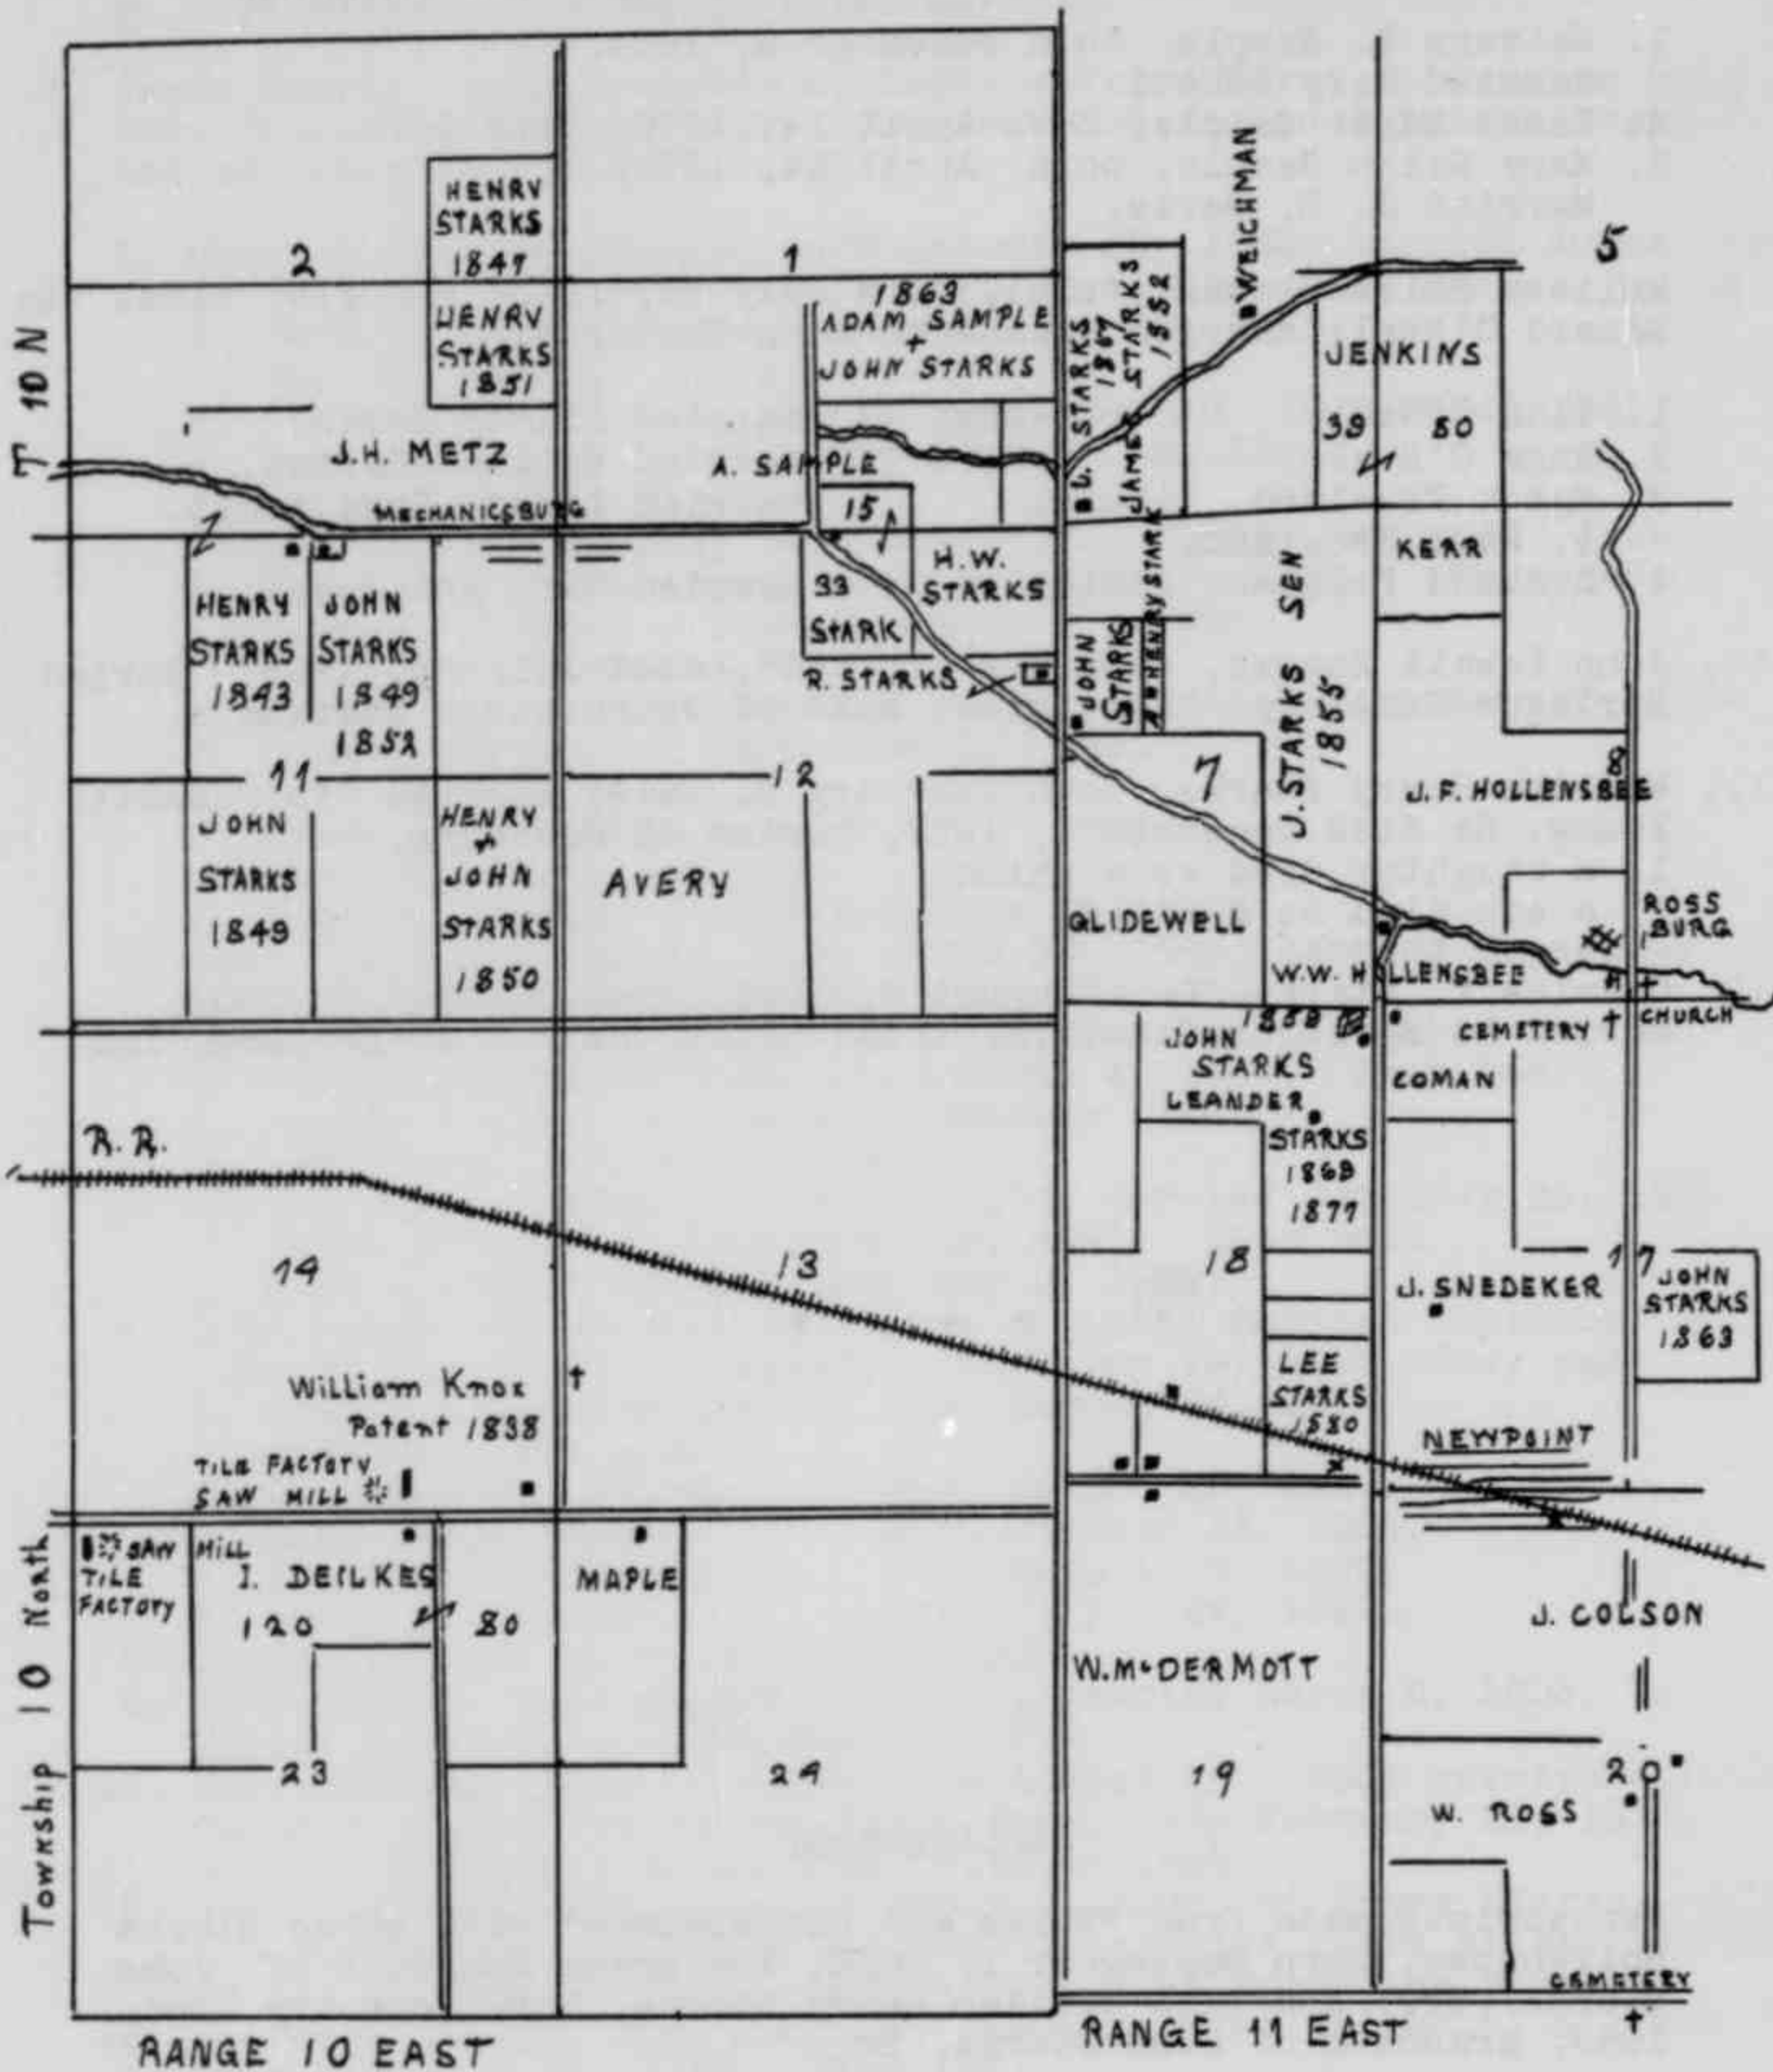 HENRY
STARKS
1847
2
1
5
HENRY
STARKS
1851
T 10 N
1863
ADAM SAMPLE
+
JOHN STARKS
STARKS
1867
JAMES STARKS
1852
WEICHMAN
JENKINS
39 80
J.H. METZ
A. SAMPLE
MECHANICSBURG
15
H.W.
STARKS
33
STARK
R. STARKS
HENRY STARK
KERR
HENRY
STARKS
1843
JOHN
STARKS
1849
1852
JOHN
STARKS
J. STARKS SEN
1855
11
12
7
8
J.F. HOLLENSBEE
JOHN
STARKS
1849
HENRY
+
JOHN
STARKS
1850
AVERY
GLIDEWELL
ROSS
BURG
W.W. HOLLENSBEE
CEMETERY †
CHURCH
JOHN
STARKS
LEANDER
STARKS
1868
1877
COMAN
R.R.
14
13
18
17
J. SNEDEKER
JOHN
STARKS
1863
William Knox
Patent 1838
LEE
STARKS
1880
NEWPOINT
TILE FACTORY
SAW MILL
SAW MILL
TILE
FACTORY
I. DEILKES
120
80
MAPLE
J. COLSON
W. McDERMOTT
23
24
19
20
W. ROSS
Township 10 North
CEMETERY
†
RANGE 10 EAST
RANGE 11 EAST